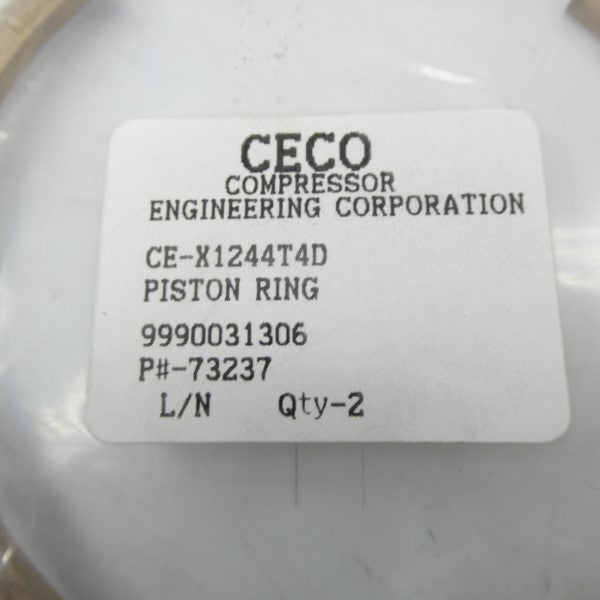 CECO
COMPRESSOR
ENGINEERING CORPORATION
CE-X1244T4D
PISTON RING
9990031306
P#-73237
L/N Qty-2